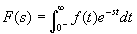 F(s) = ∫_{0^-}^{∞} f(t)e^{-st}dt